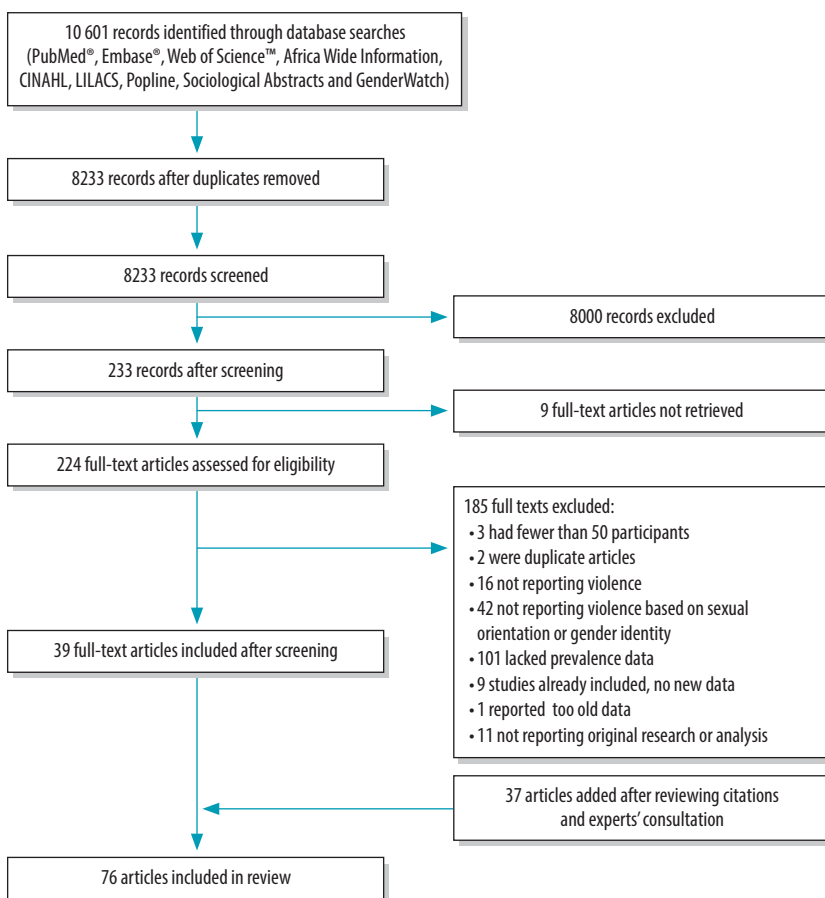 10 601 records identified through database searches
(PubMed®, Embase®, Web of Science™, Africa Wide Information,
CINAHL, LILACS, Popline, Sociological Abstracts and GenderWatch)
8233 records after duplicates removed
8233 records screened
8000 records excluded
233 records after screening
9 full-text articles not retrieved
224 full-text articles assessed for eligibility
185 full texts excluded:
• 3 had fewer than 50 participants
• 2 were duplicate articles
• 16 not reporting violence
• 42 not reporting violence based on sexual
orientation or gender identity
• 101 lacked prevalence data
• 9 studies already included, no new data
• 1 reported too old data
• 11 not reporting original research or analysis
39 full-text articles included after screening
37 articles added after reviewing citations
and experts’ consultation
76 articles included in review